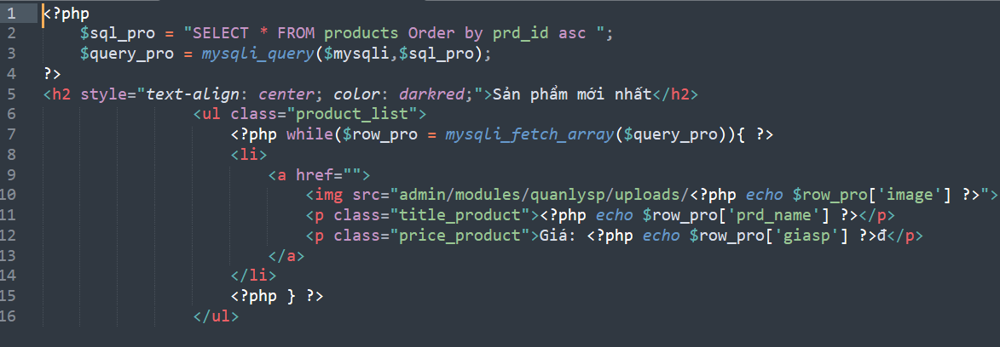 1 <?php
2     $sql_pro = "SELECT * FROM products Order by prd_id asc ";
3     $query_pro = mysqli_query($mysqli,$sql_pro);
4 ?>
5 <h2 style="text-align: center; color: darkred;">Sản phẩm mới nhất</h2>
6                 <ul class="product_list">
7                     <?php while($row_pro = mysqli_fetch_array($query_pro)){ ?>
8                     <li>
9                         <a href="">
10                             <img src="admin/modules/quanlysp/uploads/<?php echo $row_pro['image'] ?>">
11                             <p class="title_product"><?php echo $row_pro['prd_name'] ?></p>
12                             <p class="price_product">Giá: <?php echo $row_pro['giasp'] ?>đ</p>
13                         </a>
14                     </li>
15                     <?php } ?>
16                 </ul>